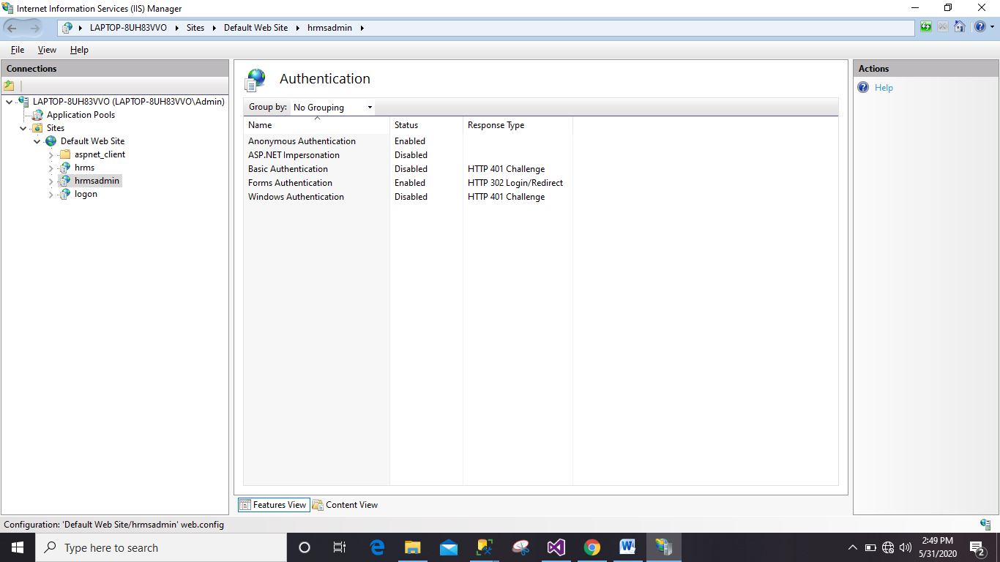 Internet Information Services (IIS) Manager
LAPTOP-8UH83VVO Sites Default Web Site hrmsadmin
File View Help
Connections
LAPTOP-8UH83VVO (LAPTOP-8UH83VVO\Admin)
Application Pools
Sites
Default Web Site
aspnet_client
hrms
hrmsadmin
logon
Authentication
Group by: No Grouping
Name Status Response Type
Anonymous Authentication Enabled
ASP.NET Impersonation Disabled
Basic Authentication Disabled HTTP 401 Challenge
Forms Authentication Enabled HTTP 302 Login/Redirect
Windows Authentication Disabled HTTP 401 Challenge
Features View Content View
Actions
Help
Configuration: 'Default Web Site/hrmsadmin' web.config
Type here to search
2:49 PM
5/31/2020
2